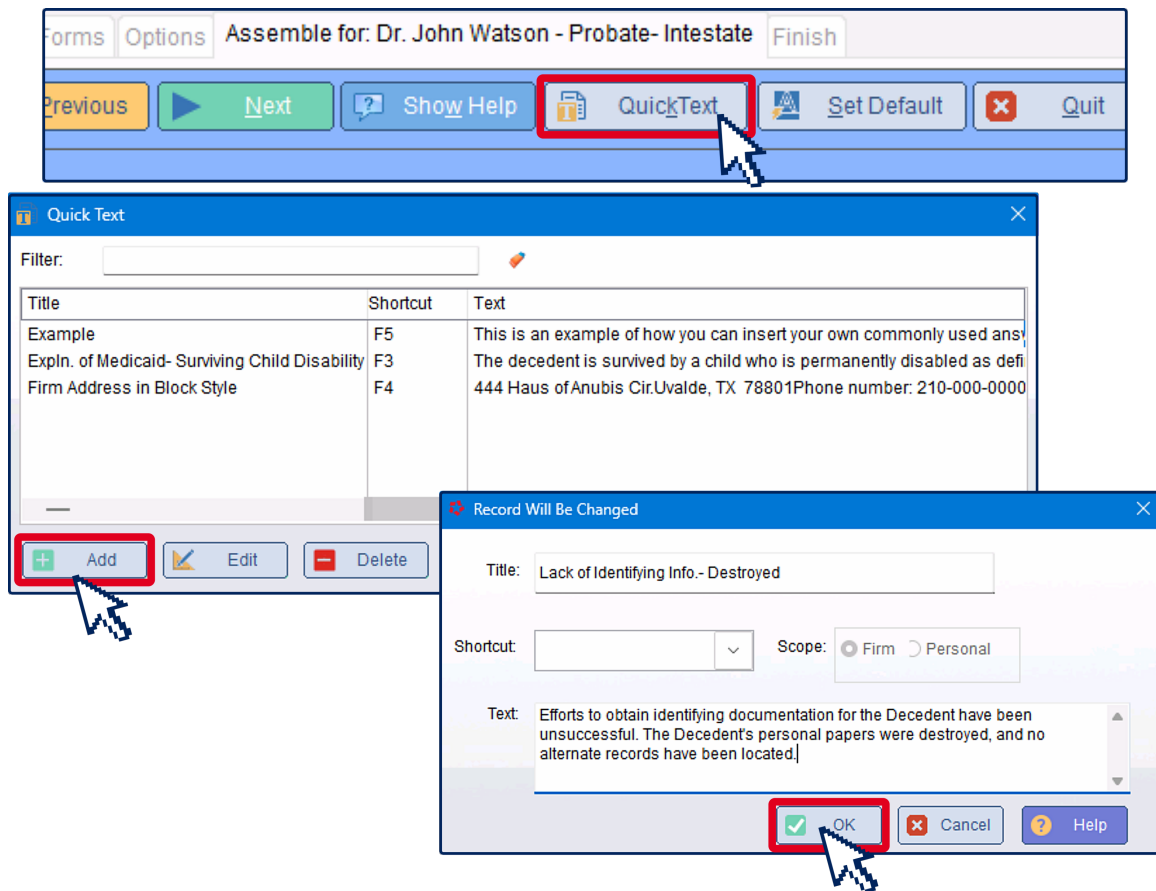 Forms Options Assemble for: Dr. John Watson - Probate- Intestate Finish
Previous Next Show Help QuickText Set Default Quit
Quick Text
Filter:
Title Shortcut Text
Example F5 This is an example of how you can insert your own commonly used
Expln. of Medicaid- Surviving Child Disability F3 The decedent is survived by a child who is permanently disabled as
Firm Address in Block Style F4 444 Haus of Anubis Cir.Uvalde, TX 78801Phone number: 210-000-0000
Add Edit Delete
Record Will Be Changed
Title: Lack of Identifying Info.- Destroyed
Shortcut: Scope: Firm Personal
Text: Efforts to obtain identifying documentation for the Decedent have been
unsuccessful. The Decedent's personal papers were destroyed, and no
alternate records have been located.
OK Cancel Help